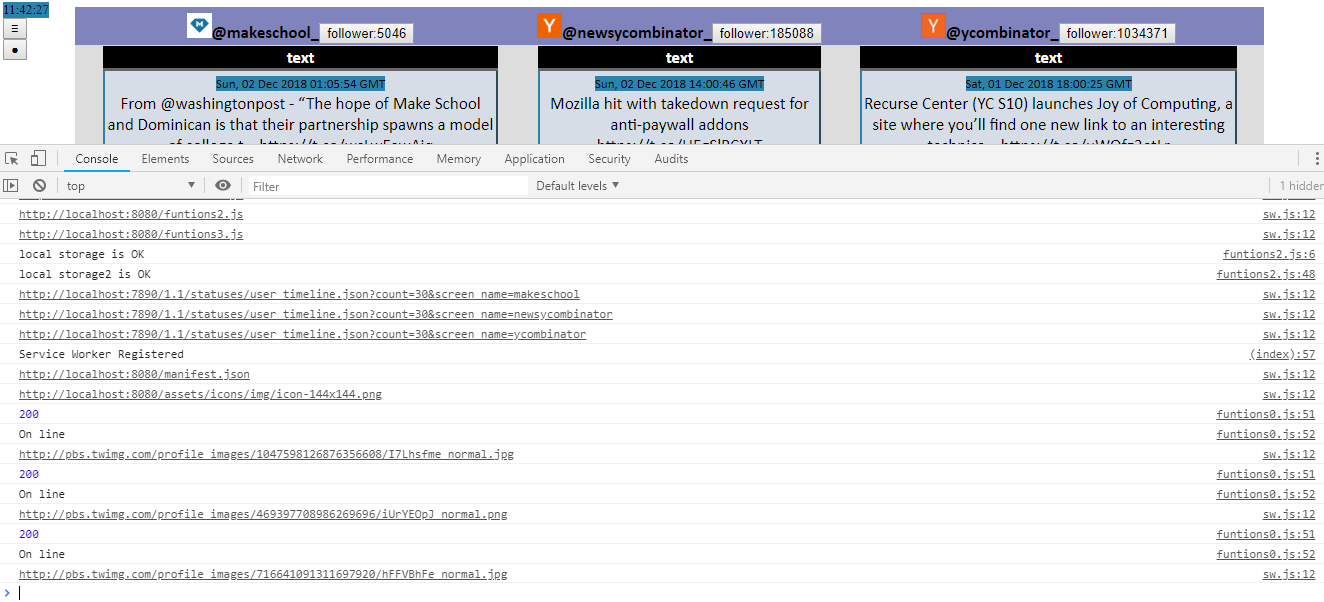 11:42:27
☰
●
@makeschool_ follower:5046
@newsycombinator_ follower:185088
@ycombinator_ follower:1034371
text
text
text
Sun, 02 Dec 2018 01:05:54 GMT
From @washingtonpost - “The hope of Make School
and Dominican is that their partnership spawns a model
Sun, 02 Dec 2018 14:00:46 GMT
Mozilla hit with takedown request for
anti-paywall addons
Sat, 01 Dec 2018 18:00:25 GMT
Recurse Center (YC S10) launches Joy of Computing, a
site where you’ll find one new link to an interesting
Console Elements Sources Network Performance Memory Application Security Audits
top ▼ Filter Default levels ▼ 1 hidden
http://localhost:8080/funtions2.js sw.js:12
http://localhost:8080/funtions3.js sw.js:12
local storage is OK funtions2.js:6
local storage2 is OK funtions2.js:48
http://localhost:7890/1.1/statuses/user_timeline.json?count=30&screen_name=makeschool sw.js:12
http://localhost:7890/1.1/statuses/user_timeline.json?count=30&screen_name=newsycombinator sw.js:12
http://localhost:7890/1.1/statuses/user_timeline.json?count=30&screen_name=ycombinator sw.js:12
Service Worker Registered (index):57
http://localhost:8080/manifest.json sw.js:12
http://localhost:8080/assets/icons/img/icon-144x144.png sw.js:12
200 funtions0.js:51
On line funtions0.js:52
http://pbs.twimg.com/profile_images/1047598126876356608/I7Lhsfme_normal.jpg sw.js:12
200 funtions0.js:51
On line funtions0.js:52
http://pbs.twimg.com/profile_images/469397708986269696/iUrYEOpJ_normal.png sw.js:12
200 funtions0.js:51
On line funtions0.js:52
http://pbs.twimg.com/profile_images/716641091311697920/hFFVBhFe_normal.jpg sw.js:12